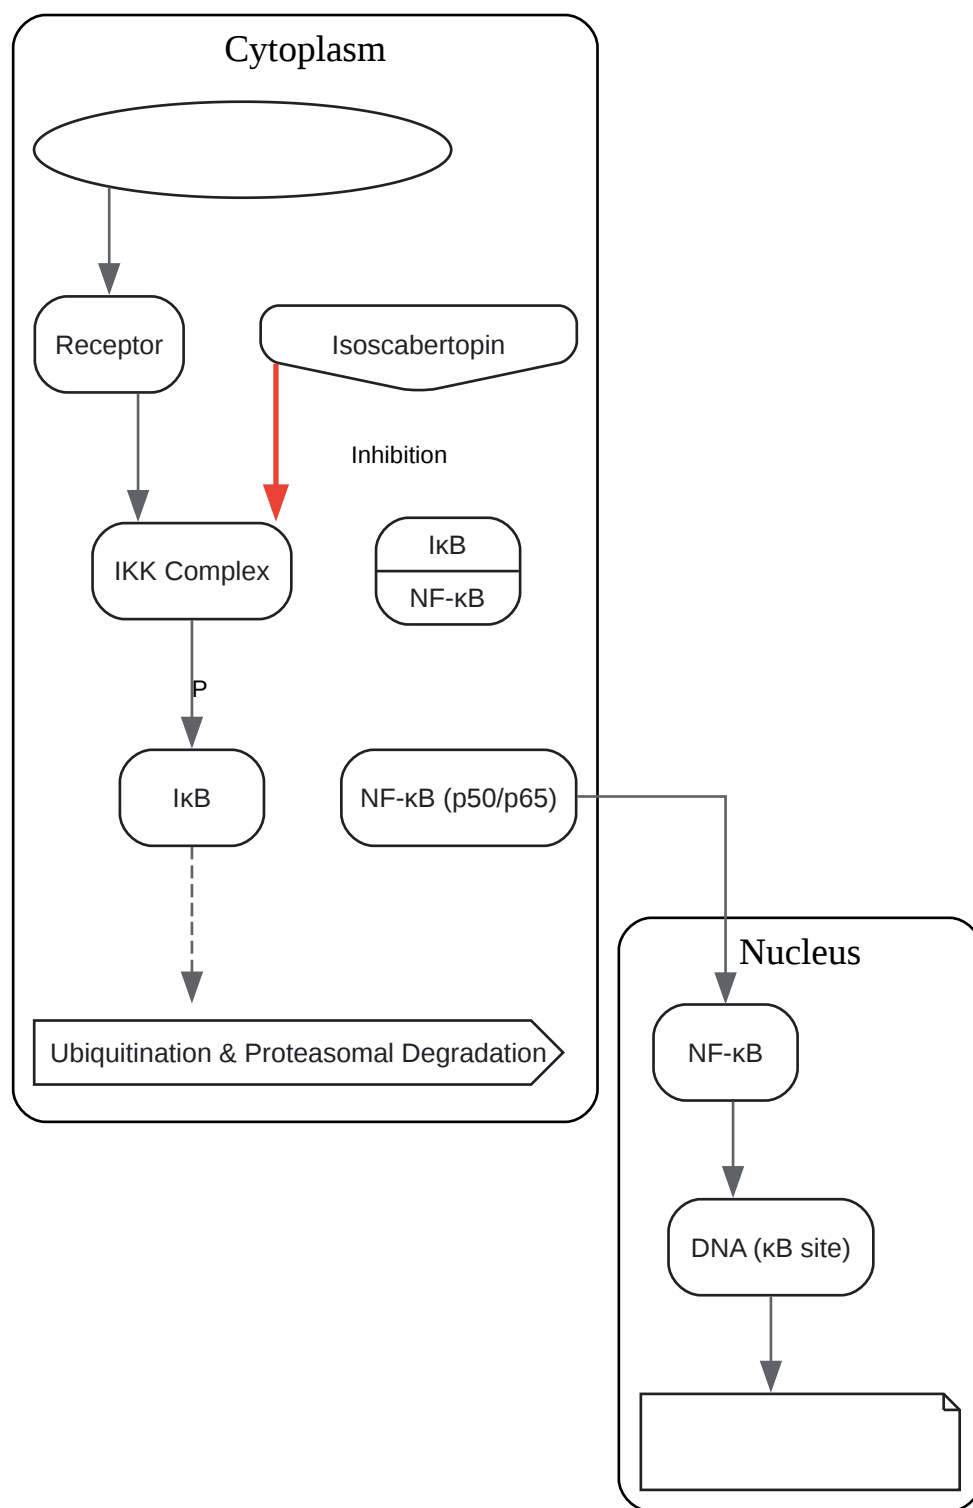 Cytoplasm
Receptor
Isoscabertopin
Inhibition
IKK Complex
IκB
NF-κB
P
IκB
NF-κB (p50/p65)
Ubiquitination & Proteasomal Degradation
Nucleus
NF-κB
DNA (κB site)